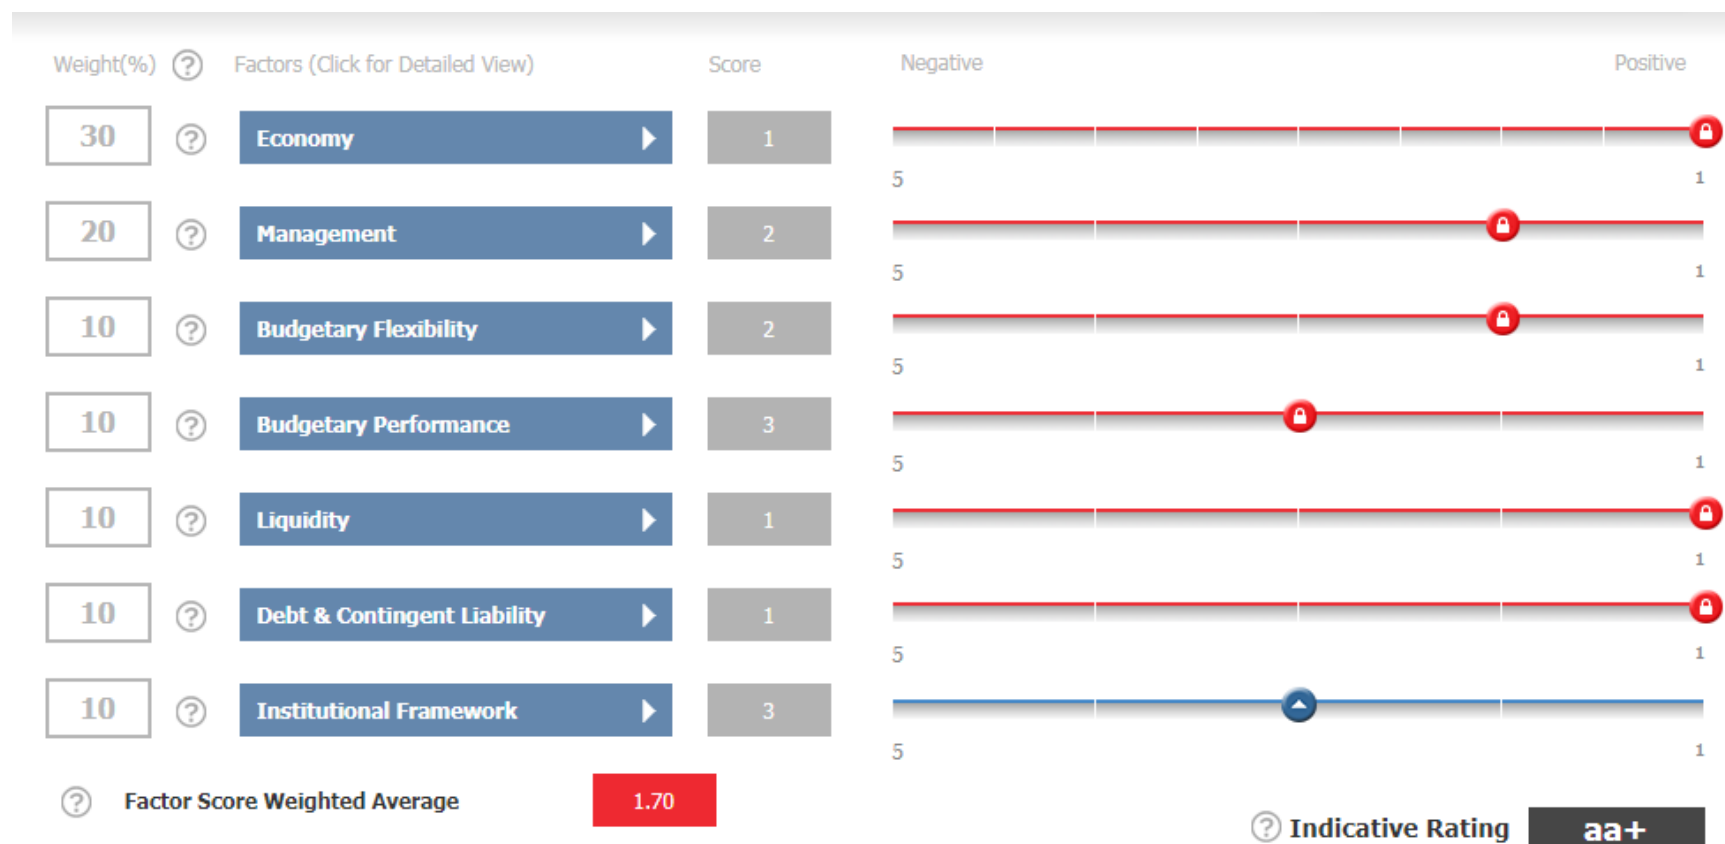 Weight(%) ? Factors (Click for Detailed View) Score Negative Positive
30 ? Economy 1
5 1
20 ? Management 2
5 1
10 ? Budgetary Flexibility 2
5 1
10 ? Budgetary Performance 3
5 1
10 ? Liquidity 1
5 1
10 ? Debt & Contingent Liability 1
5 1
10 ? Institutional Framework 3
5 1
? Factor Score Weighted Average 1.70
? Indicative Rating aa+